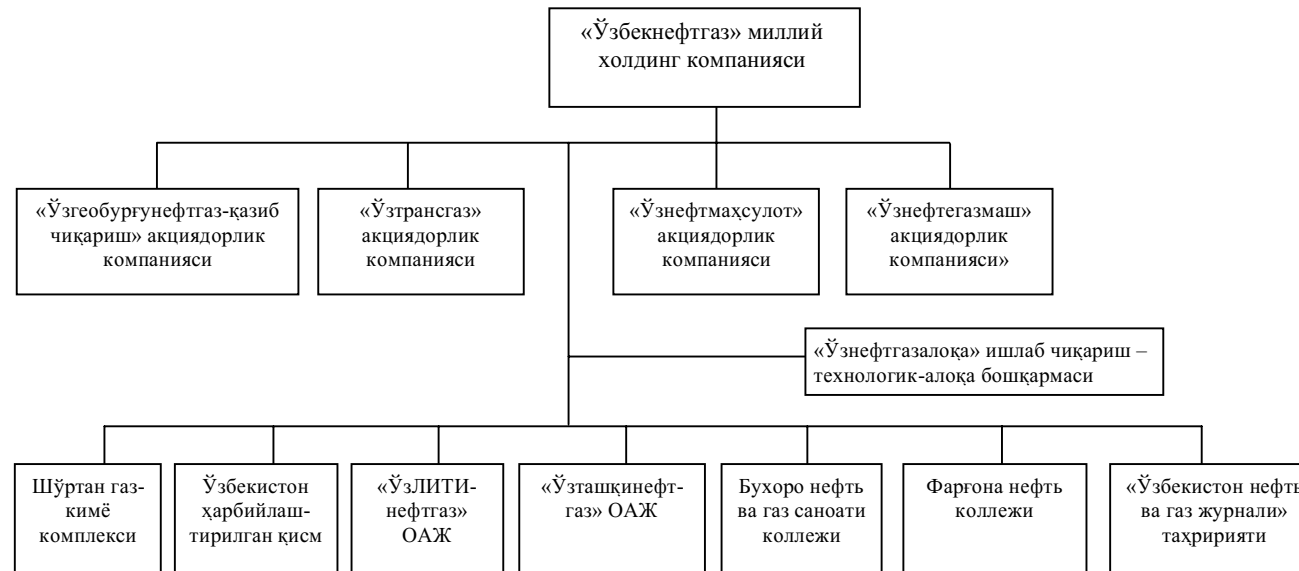 «Ўзбекнефтгаз» миллий
холдинг компанияси
«Ўзгеобурғунефтгаз-қазиб
чиқариш» акциядорлик
компанияси
«Ўзтрансгаз»
акциядорлик
компанияси
«Ўзнефтмаҳсулот»
акциядорлик
компанияси
«Ўзнефтегазмаш»
акциядорлик
компанияси»
«Ўзнефтгазалоқа» ишлаб чиқариш –
технологик-алоқа бошқармаси
Шўртан газ-
кимё
комплекси
Ўзбекистон
ҳарбийлаш-
тирилган қисм
«ЎзЛИТИ-
нефтгаз»
ОАЖ
«Ўзташқинефт-
газ» ОАЖ
Бухоро нефть
ва газ саноати
коллежи
Фарғона нефть
коллежи
«Ўзбекистон нефть
ва газ журнали»
таҳририяти